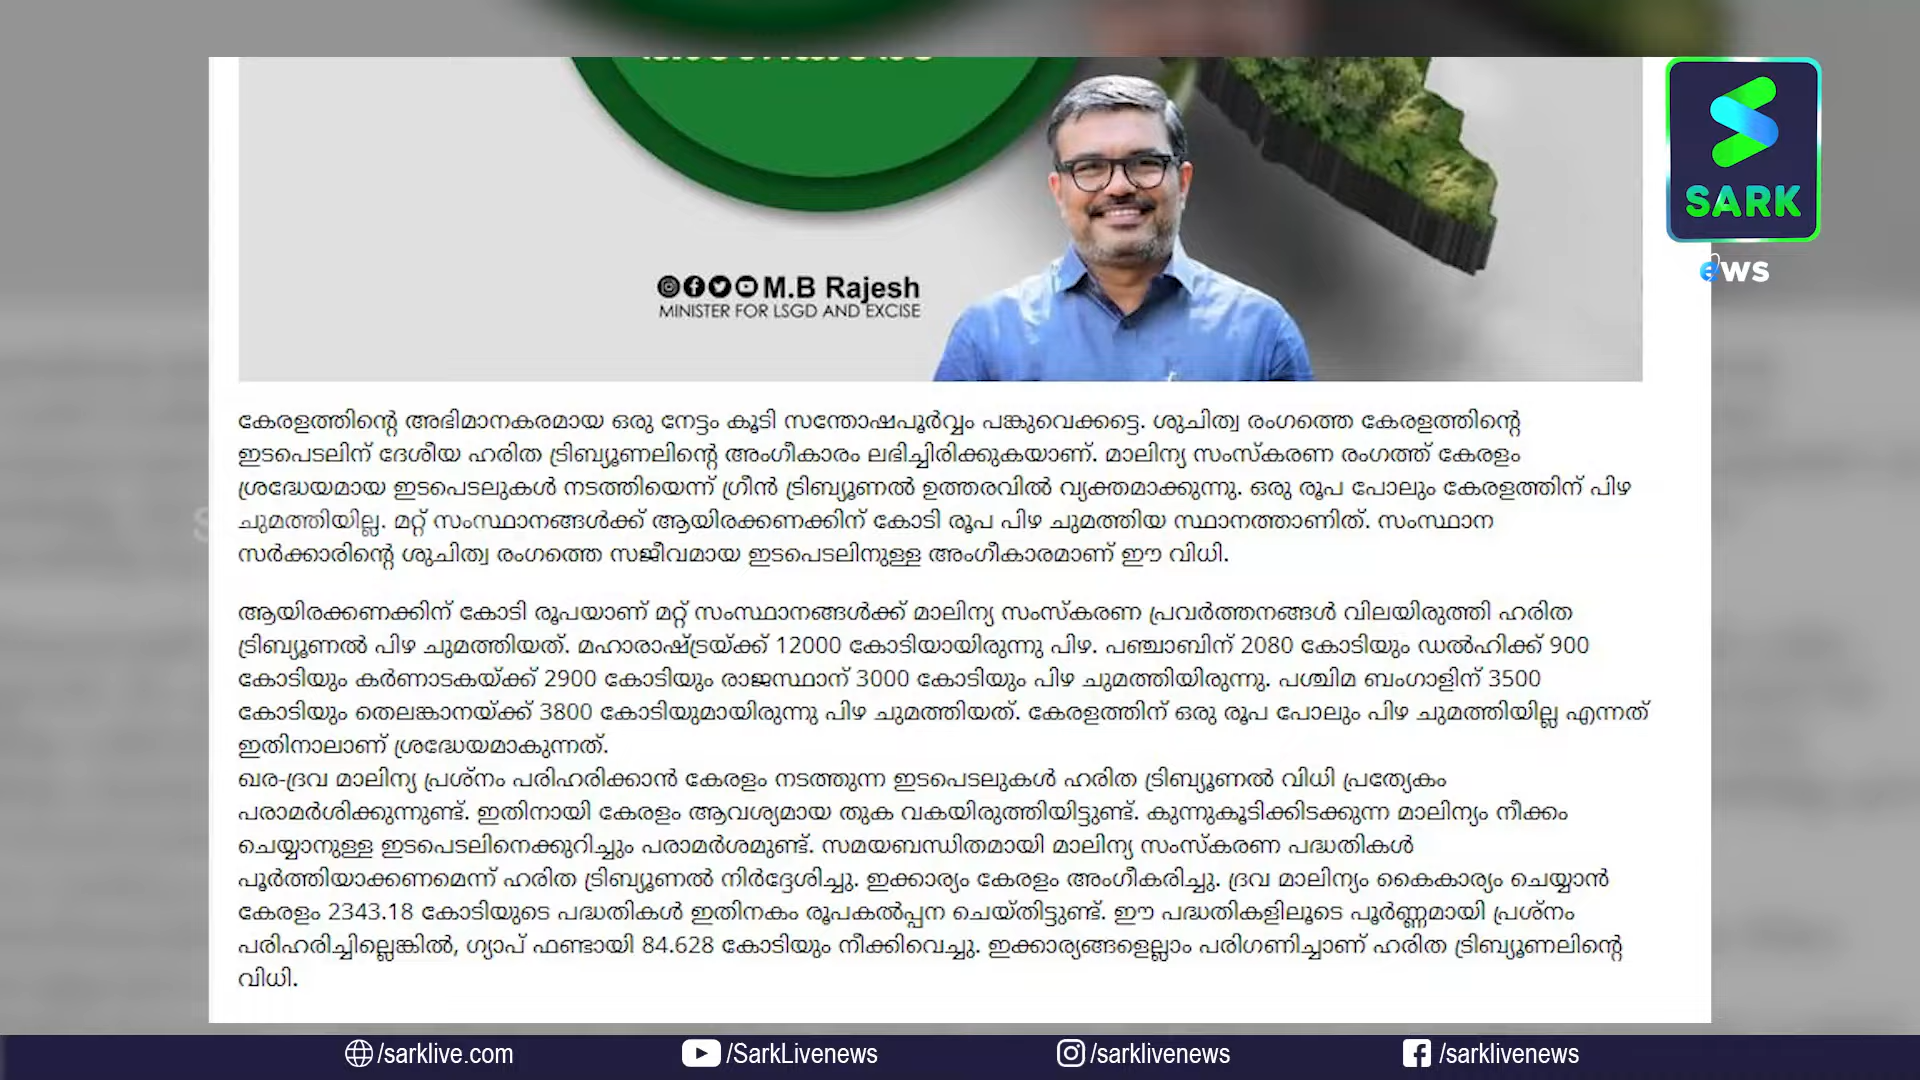 M.B Rajesh
MINISTER FOR LSGD AND EXCISE
SARK
ews
കേരളത്തിന്റെ അഭിമാനകരമായ ഒരു നേട്ടം കൂടി സന്തോഷപൂർവ്വം പങ്കുവെക്കട്ടെ. ശുചിത്വ രംഗത്തെ കേരളത്തിന്റെ
ഇടപെടലിന് ദേശീയ ഹരിത ട്രിബ്യൂണലിന്റെ അംഗീകാരം ലഭിച്ചിരിക്കുകയാണ്. മാലിന്യ സംസ്കരണ രംഗത്ത് കേരളം
ശ്രദ്ധേയമായ ഇടപെടലുകൾ നടത്തിയെന്ന് ഗ്രീൻ ട്രിബ്യൂണൽ ഉത്തരവിൽ വ്യക്തമാക്കുന്നു. ഒരു രൂപ പോലും കേരളത്തിന് പിഴ
ചുമത്തിയില്ല. മറ്റ് സംസ്ഥാനങ്ങൾക്ക് ആയിരക്കണക്കിന് കോടി രൂപ പിഴ ചുമത്തിയ സ്ഥാനത്താണിത്. സംസ്ഥാന
സർക്കാരിന്റെ ശുചിത്വ രംഗത്തെ സജീവമായ ഇടപെടലിനുള്ള അംഗീകാരമാണ് ഈ വിധി.
ആയിരക്കണക്കിന് കോടി രൂപയാണ് മറ്റ് സംസ്ഥാനങ്ങൾക്ക് മാലിന്യ സംസ്കരണ പ്രവർത്തനങ്ങൾ വിലയിരുത്തി ഹരിത
ട്രിബ്യൂണൽ പിഴ ചുമത്തിയത്. മഹാരാഷ്ട്രയ്ക്ക് 12000 കോടിയായിരുന്നു പിഴ. പഞ്ചാബിന് 2080 കോടിയും ഡൽഹിക്ക് 900
കോടിയും കർണാടകയ്ക്ക് 2900 കോടിയും രാജസ്ഥാന് 3000 കോടിയും പിഴ ചുമത്തിയിരുന്നു. പശ്ചിമ ബംഗാളിന് 3500
കോടിയും തെലങ്കാനയ്ക്ക് 3800 കോടിയുമായിരുന്നു പിഴ ചുമത്തിയത്. കേരളത്തിന് ഒരു രൂപ പോലും പിഴ ചുമത്തിയില്ല എന്നത്
ഇതിനാലാണ് ശ്രദ്ധേയമാകുന്നത്.
ഖര-ദ്രവ മാലിന്യ പ്രശ്നം പരിഹരിക്കാൻ കേരളം നടത്തുന്ന ഇടപെടലുകൾ ഹരിത ട്രിബ്യൂണൽ വിധി പ്രത്യേകം
പരാമർശിക്കുന്നുണ്ട്. ഇതിനായി കേരളം ആവശ്യമായ തുക വകയിരുത്തിയിട്ടുണ്ട്. കുന്നുകൂടിക്കിടക്കുന്ന മാലിന്യം നീക്കം
ചെയ്യാനുള്ള ഇടപെടലിനെക്കുറിച്ചും പരാമർശമുണ്ട്. സമയബന്ധിതമായി മാലിന്യ സംസ്കരണ പദ്ധതികൾ
പൂർത്തിയാക്കണമെന്ന് ഹരിത ട്രിബ്യൂണൽ നിർദ്ദേശിച്ചു. ഇക്കാര്യം കേരളം അംഗീകരിച്ചു. ദ്രവ മാലിന്യം കൈകാര്യം ചെയ്യാൻ
കേരളം 2343.18 കോടിയുടെ പദ്ധതികൾ ഇതിനകം രൂപകൽപ്പന ചെയ്തിട്ടുണ്ട്. ഈ പദ്ധതികളിലൂടെ പൂർണ്ണമായി പ്രശ്നം
പരിഹരിച്ചില്ലെങ്കിൽ, ഗ്യാപ് ഫണ്ടായി 84.628 കോടിയും നീക്കിവെച്ചു. ഇക്കാര്യങ്ങളെല്ലാം പരിഗണിച്ചാണ് ഹരിത ട്രിബ്യൂണലിന്റെ
വിധി.
/sarklive.com
/SarkLivenews
/sarklivenews
/sarklivenews